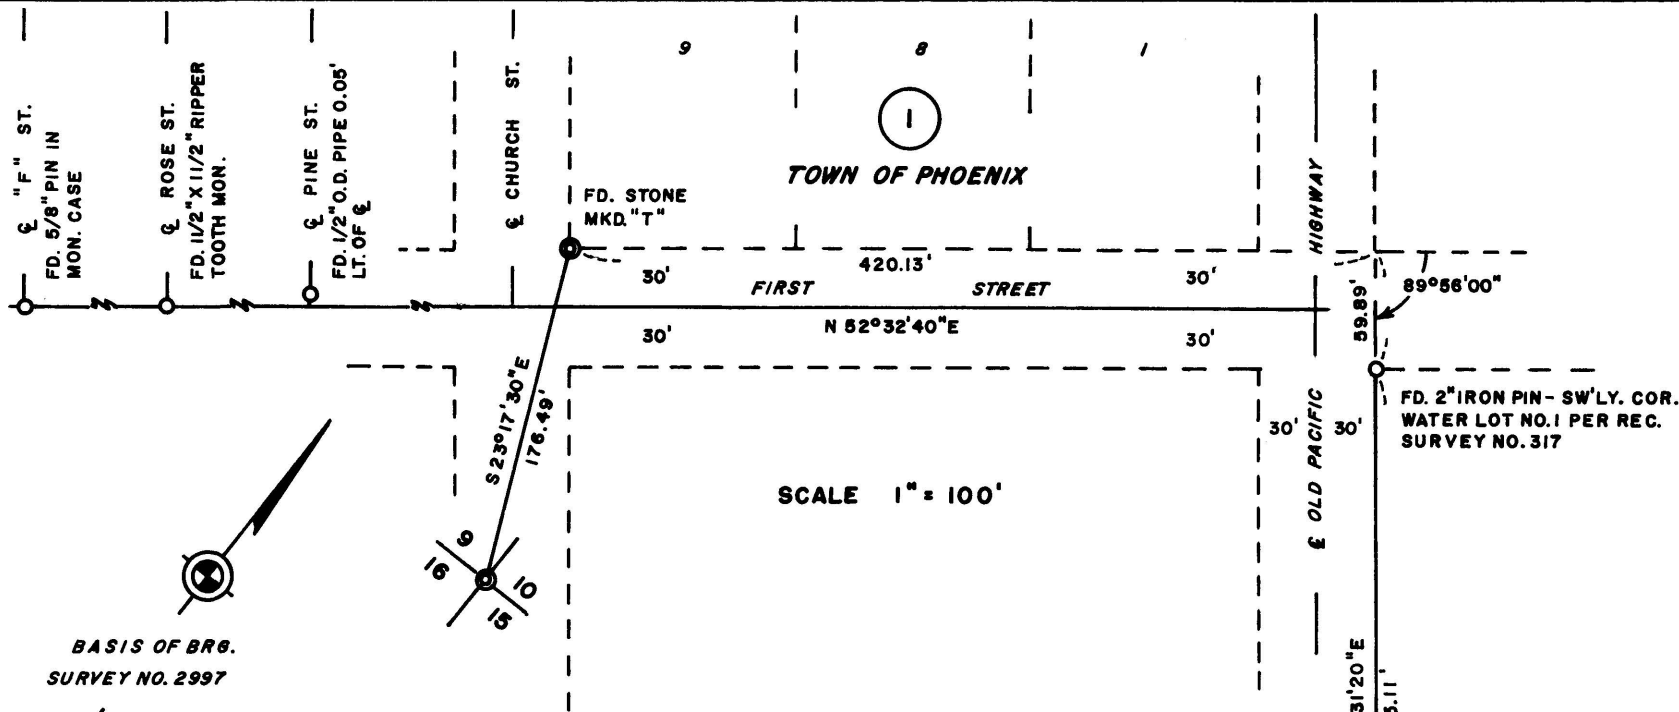 ℄ "F" ST.
FD. 5/8" PIN IN
MON. CASE
℄ ROSE ST.
FD. 1 1/2" X 1 1/2" RIPPER
TOOTH MON.
℄ PINE ST.
FD. 1/2" O.D. PIPE 0.05'
LT. OF ℄
℄ CHURCH ST.
9
8
1
1
TOWN OF PHOENIX
FD. STONE
MKD. "T"
HIGHWAY
420.13'
30'
30'
FIRST STREET
N 52°32'40"E
30'
30'
59.89'
89°56'00"
S 23°17'30"E
176.49'
FD. 2" IRON PIN - SW'LY. COR.
WATER LOT NO. 1 PER REC.
SURVEY NO. 317
30'
30'
℄ OLD PACIFIC
SCALE 1" = 100'
9
16
10
15
BASIS OF BRG.
SURVEY NO. 2997
31'20"E
5.11'